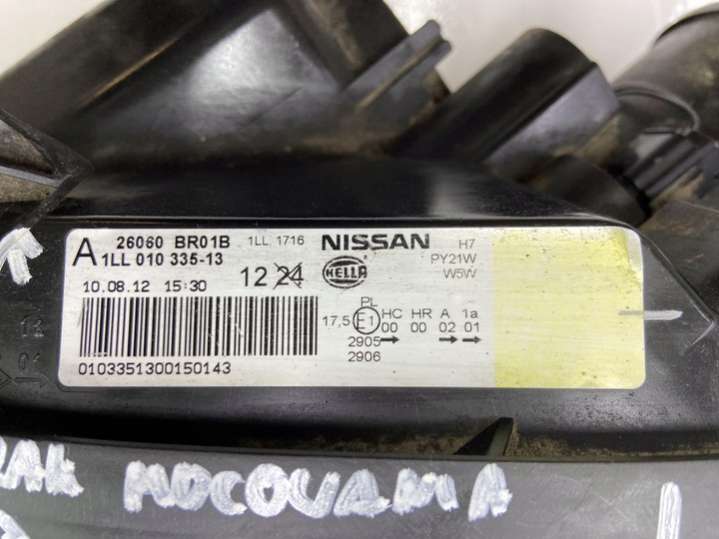 A 26060 BR01B 1LL 1716 NISSAN H7
1LL 010 335-13 PY21W
10.08.12 15:30 12 24 HELLA W5W
PL
17,5 E1 HC HR A 1a
00 00 02 01
2905 →
2906
0103351300150143